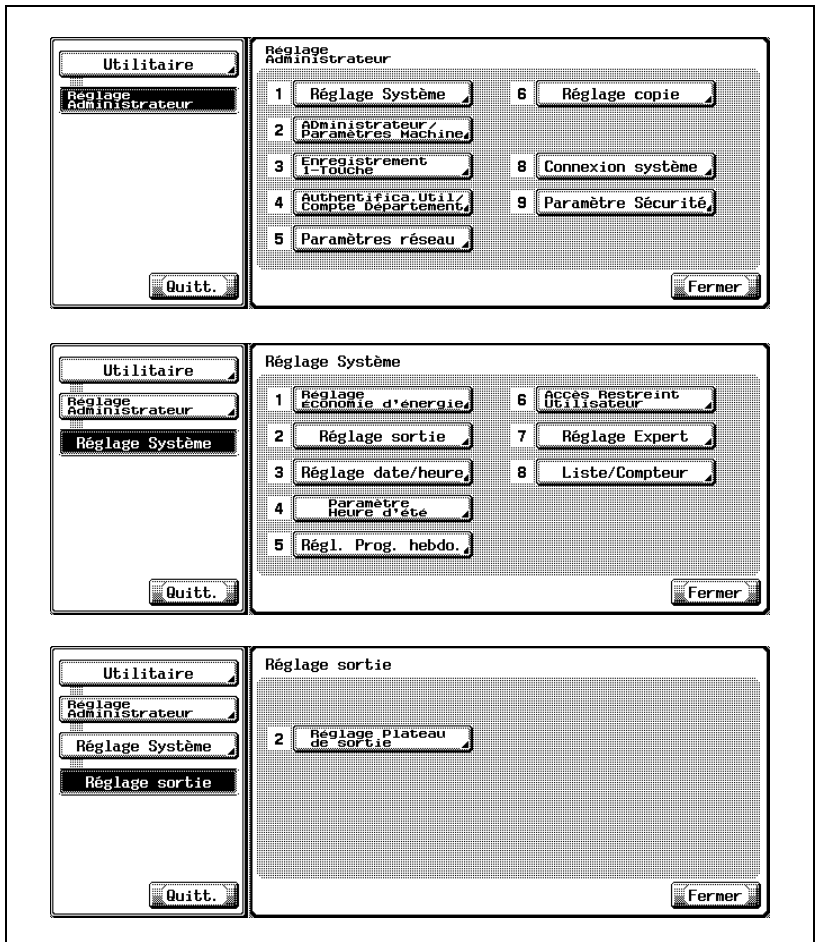 Utilitaire
Réglage
Administrateur
Quitt.
Réglage
Administrateur
1 Réglage Système
2 ADministrateur/
Paramètres Machine
3 Enregistrement
1-Touche
4 Authentifica.Util/
Compte Département
5 Paramètres réseau
6 Réglage copie
8 Connexion système
9 Paramètre Sécurité
Fermer
Utilitaire
Réglage
Administrateur
Réglage Système
Quitt.
Réglage Système
1 Réglage
économie d'énergie
2 Réglage sortie
3 Réglage date/heure
4 Paramètre
Heure d'été
5 Régl. Prog. hebdo.
6 Accès Restreint
Utilisateur
7 Réglage Expert
8 Liste/Compteur
Fermer
Utilitaire
Réglage
Administrateur
Réglage Système
Réglage sortie
Quitt.
Réglage sortie
2 Réglage Plateau
de sortie
Fermer